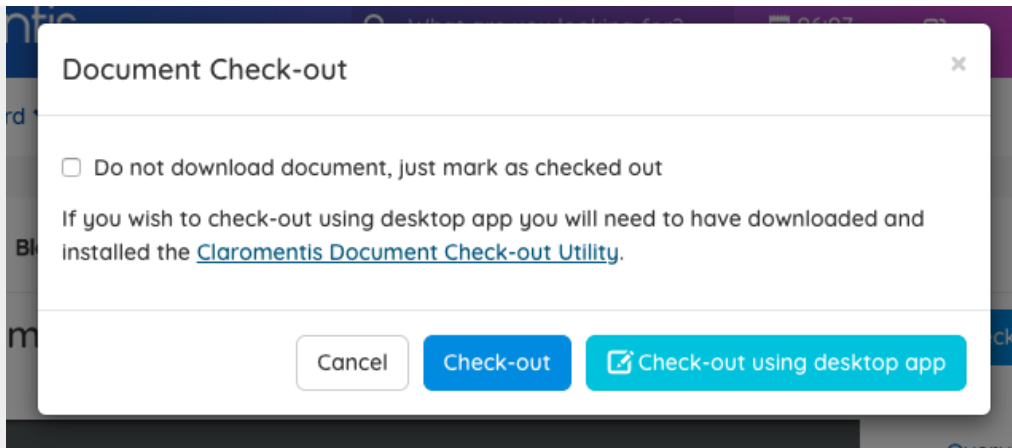 Document Check-out
×
Do not download document, just mark as checked out
If you wish to check-out using desktop app you will need to have downloaded and
installed the Claromentis Document Check-out Utility.
Cancel
Check-out
Check-out using desktop app